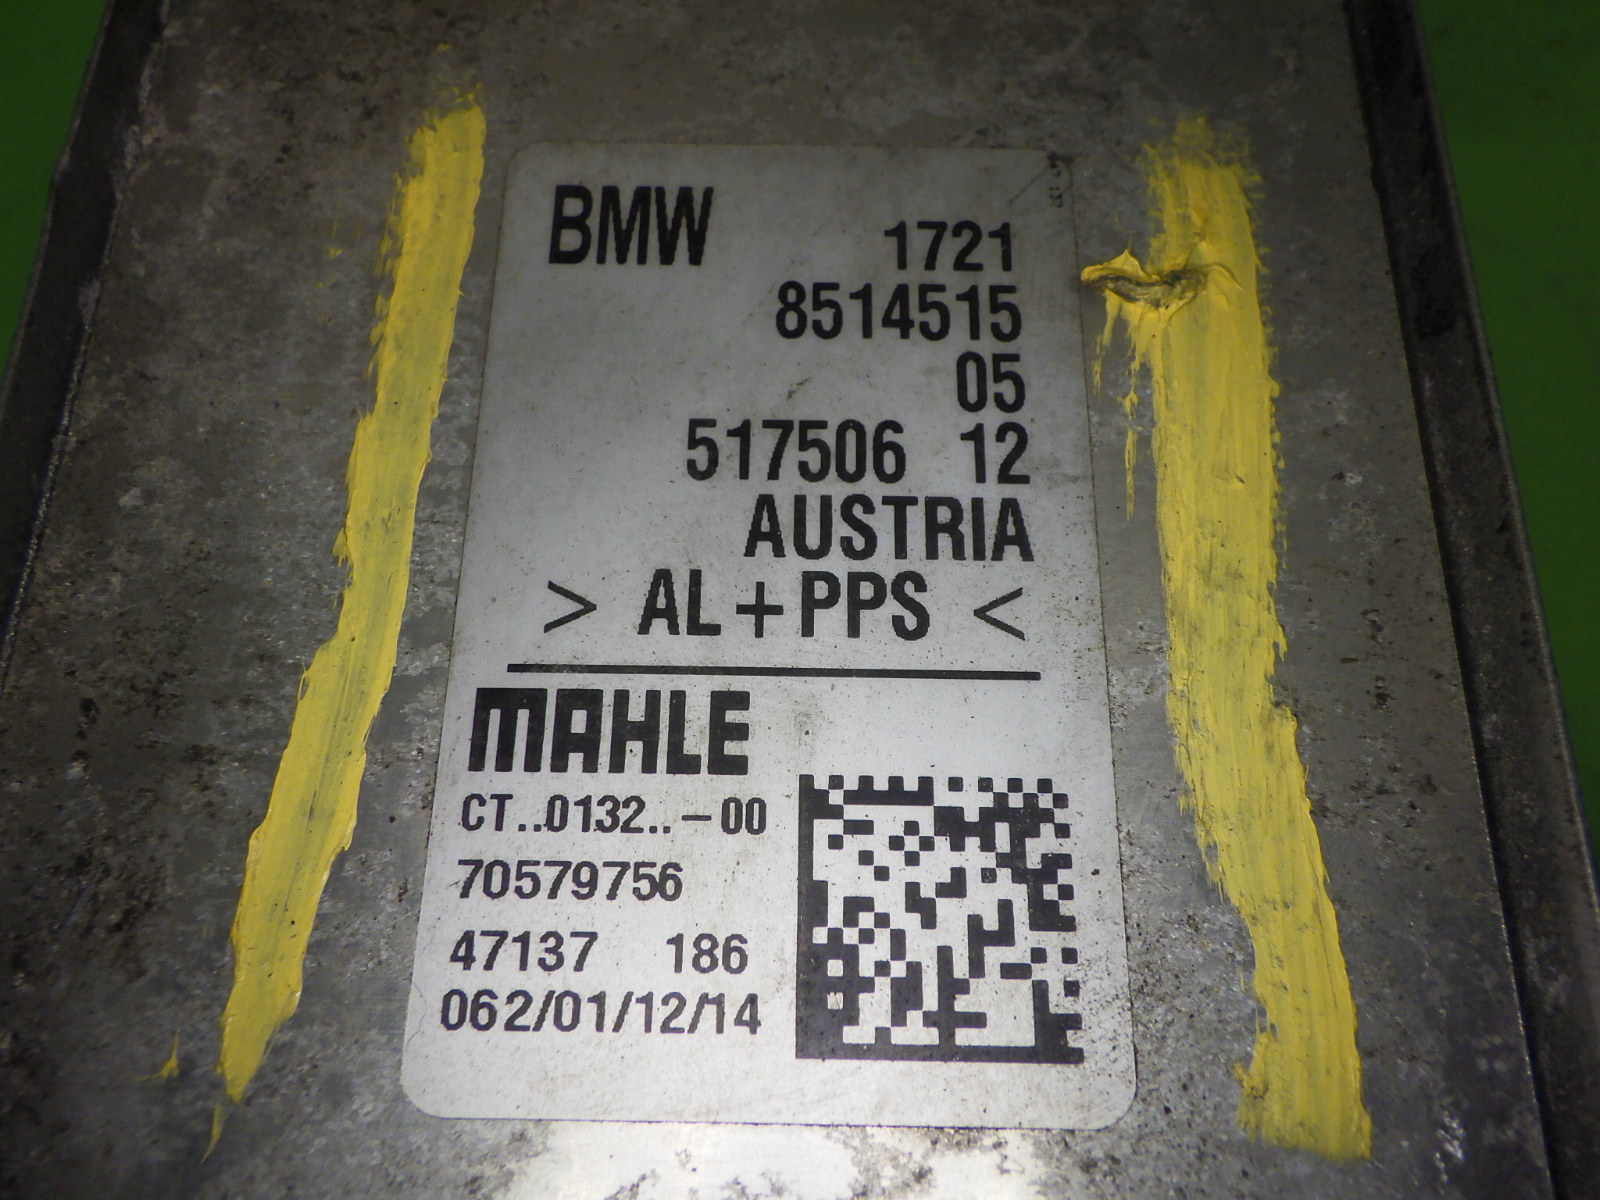 BMW
1721
8514515
05
517506 12
AUSTRIA
> AL + PPS <
MAHLE
CT..0132..-00
70579756
47137 186
062/01/12/14